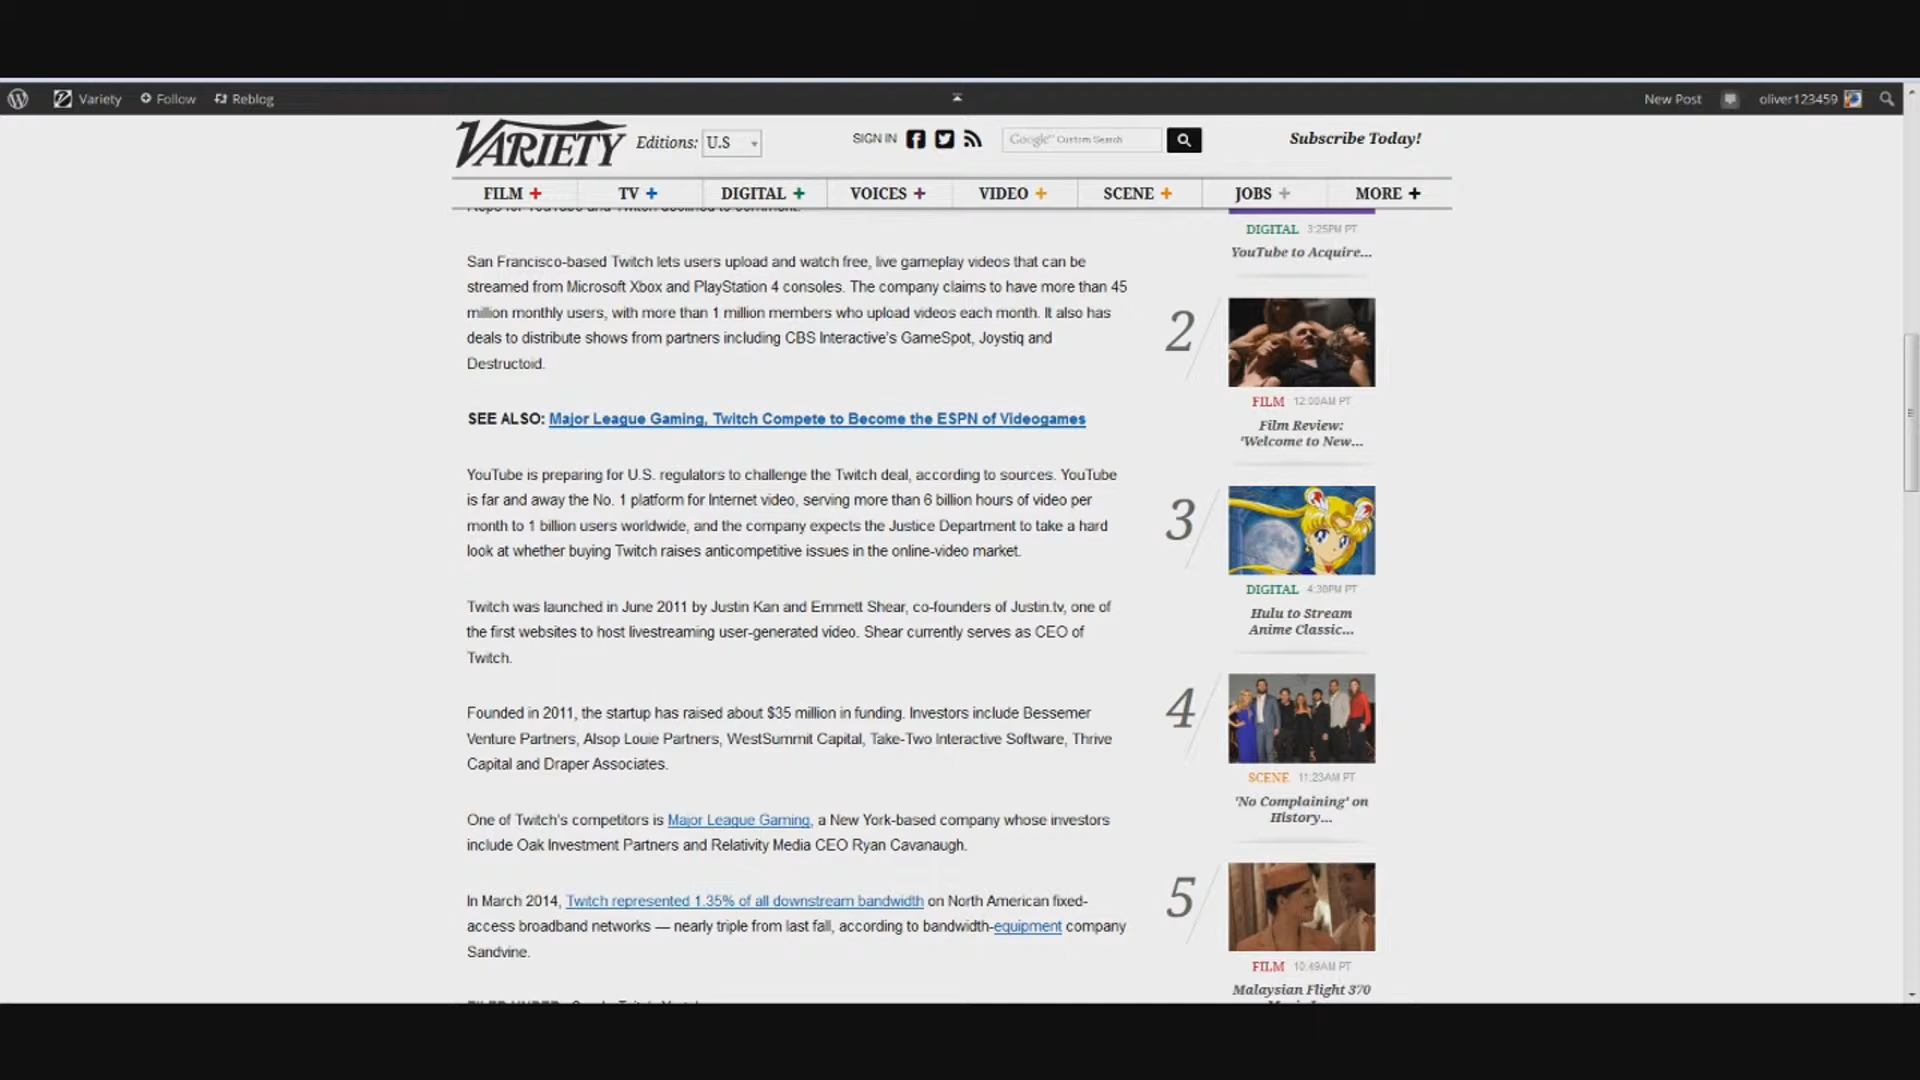 Variety Follow Reblog New Post oliver123459
VARIETY Editions: U.S SIGN IN Google™ Custom Search Subscribe Today!
FILM + TV + DIGITAL + VOICES + VIDEO + SCENE + JOBS + MORE +
Reps for YouTube and Twitch declined to comment.
San Francisco-based Twitch lets users upload and watch free, live gameplay videos that can be
streamed from Microsoft Xbox and PlayStation 4 consoles. The company claims to have more than 45
million monthly users, with more than 1 million members who upload videos each month. It also has
deals to distribute shows from partners including CBS Interactive's GameSpot, Joystiq and
Destructoid.
SEE ALSO: Major League Gaming, Twitch Compete to Become the ESPN of Videogames
YouTube is preparing for U.S. regulators to challenge the Twitch deal, according to sources. YouTube
is far and away the No. 1 platform for Internet video, serving more than 6 billion hours of video per
month to 1 billion users worldwide, and the company expects the Justice Department to take a hard
look at whether buying Twitch raises anticompetitive issues in the online-video market.
Twitch was launched in June 2011 by Justin Kan and Emmett Shear, co-founders of Justin.tv, one of
the first websites to host livestreaming user-generated video. Shear currently serves as CEO of
Twitch.
Founded in 2011, the startup has raised about $35 million in funding. Investors include Bessemer
Venture Partners, Alsop Louie Partners, WestSummit Capital, Take-Two Interactive Software, Thrive
Capital and Draper Associates.
One of Twitch's competitors is Major League Gaming, a New York-based company whose investors
include Oak Investment Partners and Relativity Media CEO Ryan Cavanaugh.
In March 2014, Twitch represented 1.35% of all downstream bandwidth on North American fixed-
access broadband networks — nearly triple from last fall, according to bandwidth-equipment company
Sandvine.
DIGITAL 3:25PM PT
YouTube to Acquire...
2
FILM 12:00AM PT
Film Review:
'Welcome to New...
3
DIGITAL 4:30PM PT
Hulu to Stream
Anime Classic...
4
SCENE 11:23AM PT
'No Complaining' on
History...
5
FILM 10:49AM PT
Malaysian Flight 370